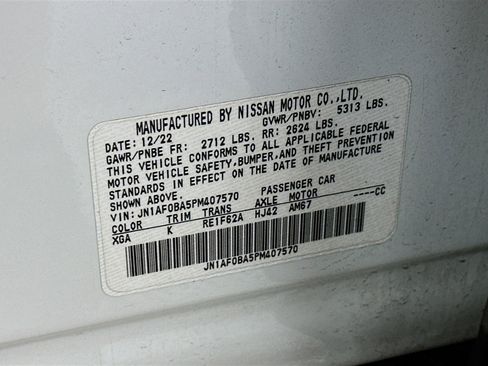 MANUFACTURED BY NISSAN MOTOR CO.,LTD.
DATE: 12/22 GVWR/PNBV: 5313 LBS.
GAWR/PNBE FR: 2712 LBS. RR: 2624 LBS.
THIS VEHICLE CONFORMS TO ALL APPLICABLE FEDERAL
MOTOR VEHICLE SAFETY,BUMPER,AND THEFT PREVENTION
STANDARDS IN EFFECT ON THE DATE OF MANUFACTURE
SHOWN ABOVE.
VIN: JN1AF0BA5PM407570 PASSENGER CAR
COLOR TRIM TRANS AXLE MOTOR ----CC
XGA K RE1F62A HJ42 AM67
JN1AF0BA5PM407570